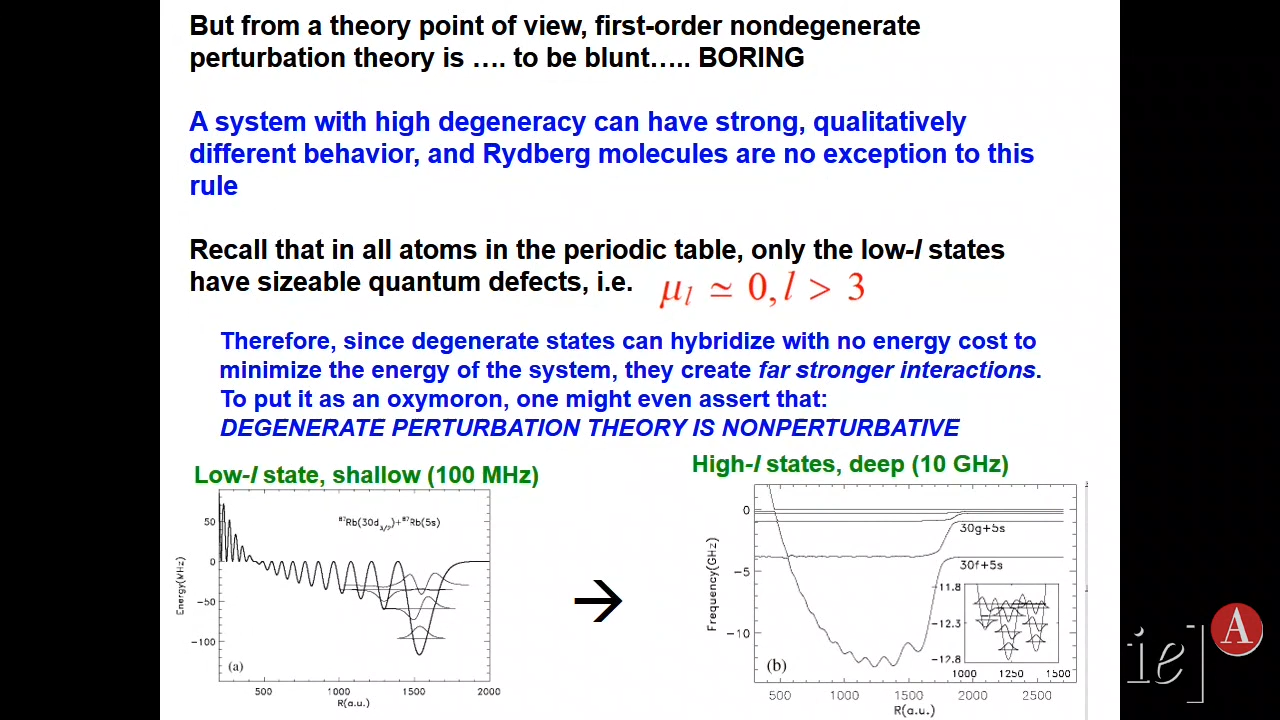 But from a theory point of view, first-order nondegenerate
perturbation theory is …. to be blunt….. BORING
A system with high degeneracy can have strong, qualitatively
different behavior, and Rydberg molecules are no exception to this
rule
Recall that in all atoms in the periodic table, only the low-l states
have sizeable quantum defects, i.e. μ_l ≃ 0, l > 3
Therefore, since degenerate states can hybridize with no energy cost to
minimize the energy of the system, they create far stronger interactions.
To put it as an oxymoron, one might even assert that:
DEGENERATE PERTURBATION THEORY IS NONPERTURBATIVE
Low-l state, shallow (100 MHz)
50
0
−50
−100
Energy(MHz)
⁸⁷Rb(30d₃/₂)+⁸⁷Rb(5s)
(a)
500
1000
1500
2000
R(a.u.)
→
High-l states, deep (10 GHz)
0
−5
−10
Frequency(GHz)
30g+5s
30f+5s
−11.8
−12.3
−12.8
1000 1250 1500
(b)
500
1000
1500
2000
2500
R(a.u.)
ie]
A